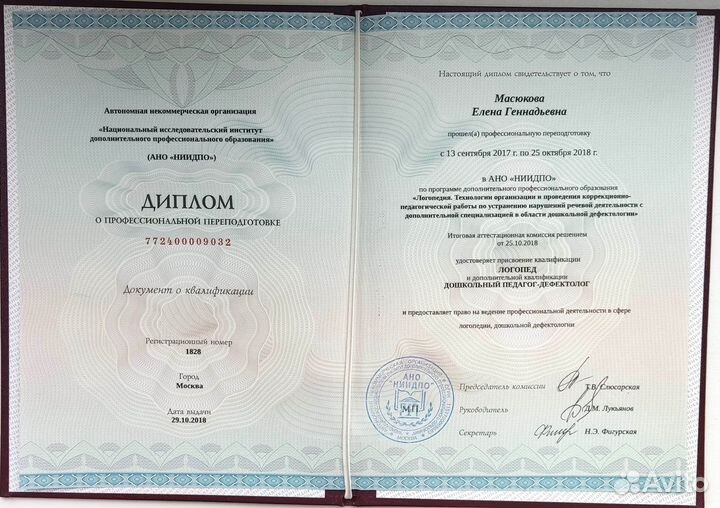 Автономная некоммерческая организация
«Национальный исследовательский институт
дополнительного профессионального образования»
(АНО «НИИДПО»)
ДИПЛОМ
О ПРОФЕССИОНАЛЬНОЙ ПЕРЕПОДГОТОВКЕ
772400009032
Документ о квалификации
Регистрационный номер
1828
Город
Москва
Дата выдачи
29.10.2018
Настоящий диплом свидетельствует о том, что
Масюкова
Елена Геннадьевна
прошел(а) профессиональную переподготовку
с 13 сентября 2017 г. по 25 октября 2018 г.
в АНО «НИИДПО»
по программе дополнительного профессионального образования
«Логопедия. Технологии организации и проведения коррекционно-
педагогической работы по устранению нарушений речевой деятельности с
дополнительной специализацией в области дошкольной дефектологии»
Итоговая аттестационная комиссия решением
от 25.10.2018
удостоверяет присвоение квалификации
ЛОГОПЕД
и дополнительной квалификации
ДОШКОЛЬНЫЙ ПЕДАГОГ-ДЕФЕКТОЛОГ
и предоставляет право на ведение профессиональной деятельности в сфере
логопедии, дошкольной дефектологии
АНО
"НИИДПО"
МП
МОСКВА
Председатель комиссии Т.В. Слюсарская
Руководитель Д.М. Лукьянов
Секретарь Н.Э. Фигурская
Avito